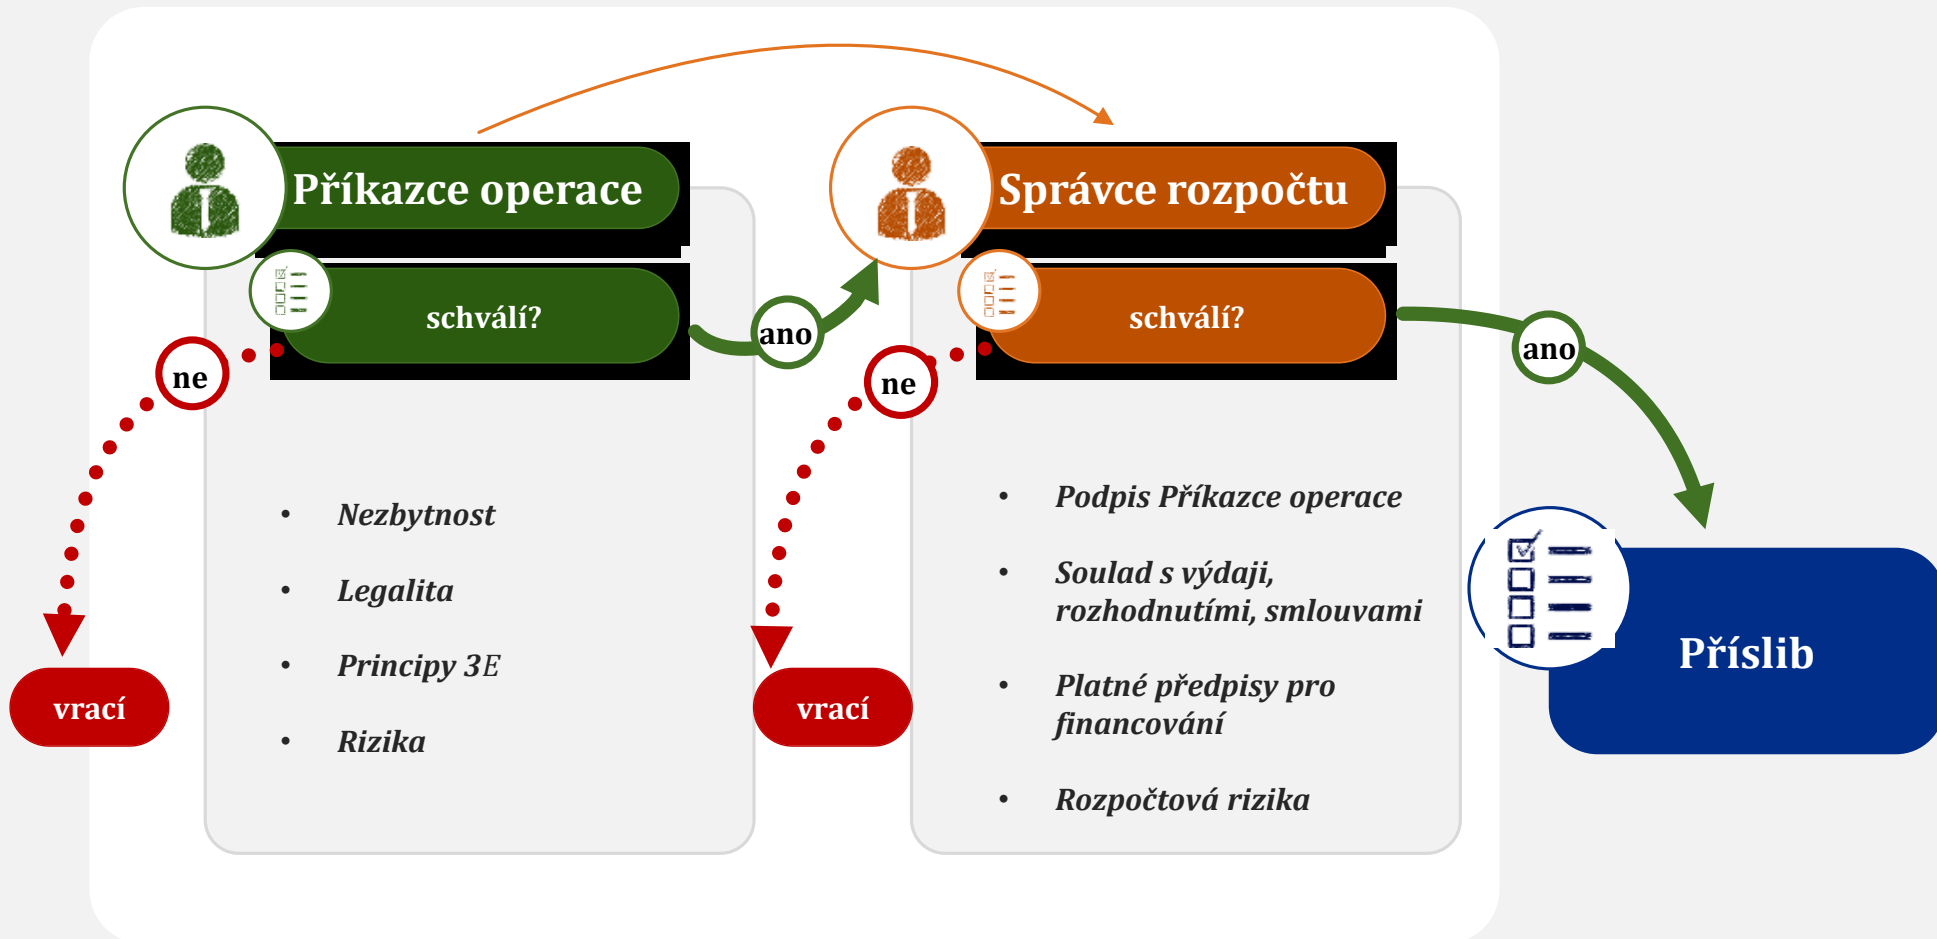 Příkazce operace
schválí?
ano
ne
• Nezbytnost
• Legalita
• Principy 3E
• Rizika
vrací
Správce rozpočtu
schválí?
ano
ne
• Podpis Příkazce operace
• Soulad s výdaji,
rozhodnutími, smlouvami
• Platné předpisy pro
financování
• Rozpočtová rizika
vrací
Příslib